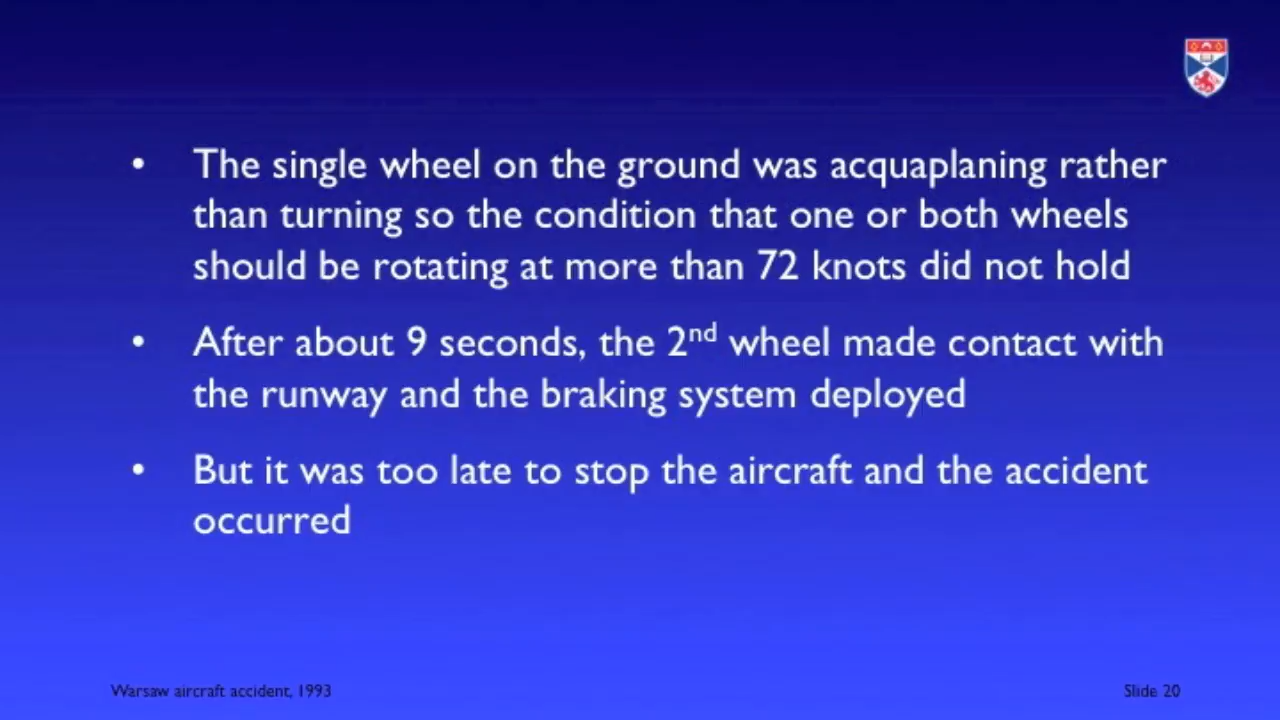 • The single wheel on the ground was acquaplaning rather
than turning so the condition that one or both wheels
should be rotating at more than 72 knots did not hold
• After about 9 seconds, the 2nd wheel made contact with
the runway and the braking system deployed
• But it was too late to stop the aircraft and the accident
occurred
Warsaw aircraft accident, 1993
Slide 20